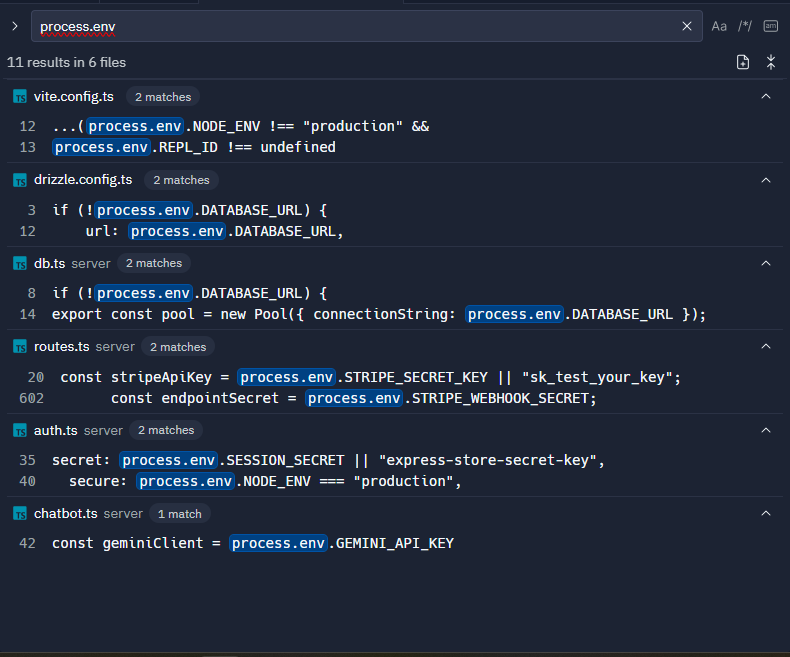 process.env
Aa /*/ am
11 results in 6 files
TS vite.config.ts 2 matches
12 ...(process.env.NODE_ENV !== "production" &&
13 process.env.REPL_ID !== undefined
TS drizzle.config.ts 2 matches
3 if (!process.env.DATABASE_URL) {
12 url: process.env.DATABASE_URL,
TS db.ts server 2 matches
8 if (!process.env.DATABASE_URL) {
14 export const pool = new Pool({ connectionString: process.env.DATABASE_URL });
TS routes.ts server 2 matches
20 const stripeApiKey = process.env.STRIPE_SECRET_KEY || "sk_test_your_key";
602 const endpointSecret = process.env.STRIPE_WEBHOOK_SECRET;
TS auth.ts server 2 matches
35 secret: process.env.SESSION_SECRET || "express-store-secret-key",
40 secure: process.env.NODE_ENV === "production",
TS chatbot.ts server 1 match
42 const geminiClient = process.env.GEMINI_API_KEY